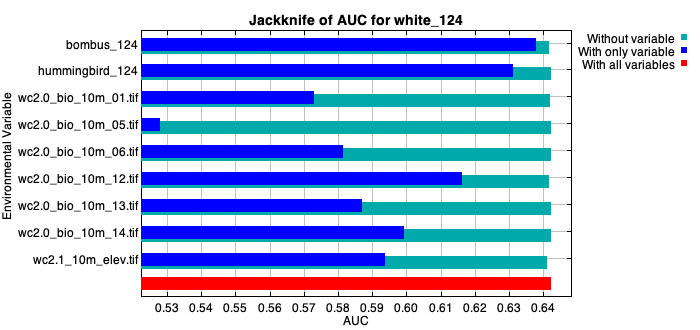 Jackknife of AUC for white_124
Without variable
With only variable
With all variables
Environmental Variable
bombus_124
hummingbird_124
wc2.0_bio_10m_01.tif
wc2.0_bio_10m_05.tif
wc2.0_bio_10m_06.tif
wc2.0_bio_10m_12.tif
wc2.0_bio_10m_13.tif
wc2.0_bio_10m_14.tif
wc2.1_10m_elev.tif
0.53 0.54 0.55 0.56 0.57 0.58 0.59 0.60 0.61 0.62 0.63 0.64
AUC